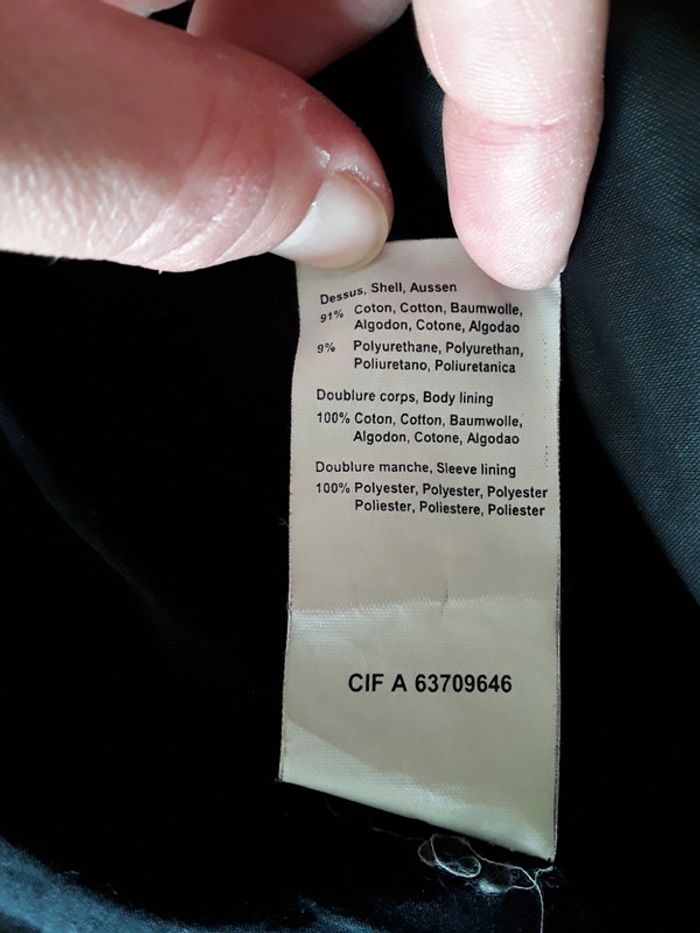 Dessus, Shell, Aussen
91% Coton, Cotton, Baumwolle,
Algodon, Cotone, Algodao
9% Polyurethane, Polyurethan,
Poliuretano, Poliuretanica
Doublure corps, Body lining
100% Coton, Cotton, Baumwolle,
Algodon, Cotone, Algodao
Doublure manche, Sleeve lining
100% Polyester, Polyester, Polyester
Poliester, Poliestere, Poliester
CIF A 63709646